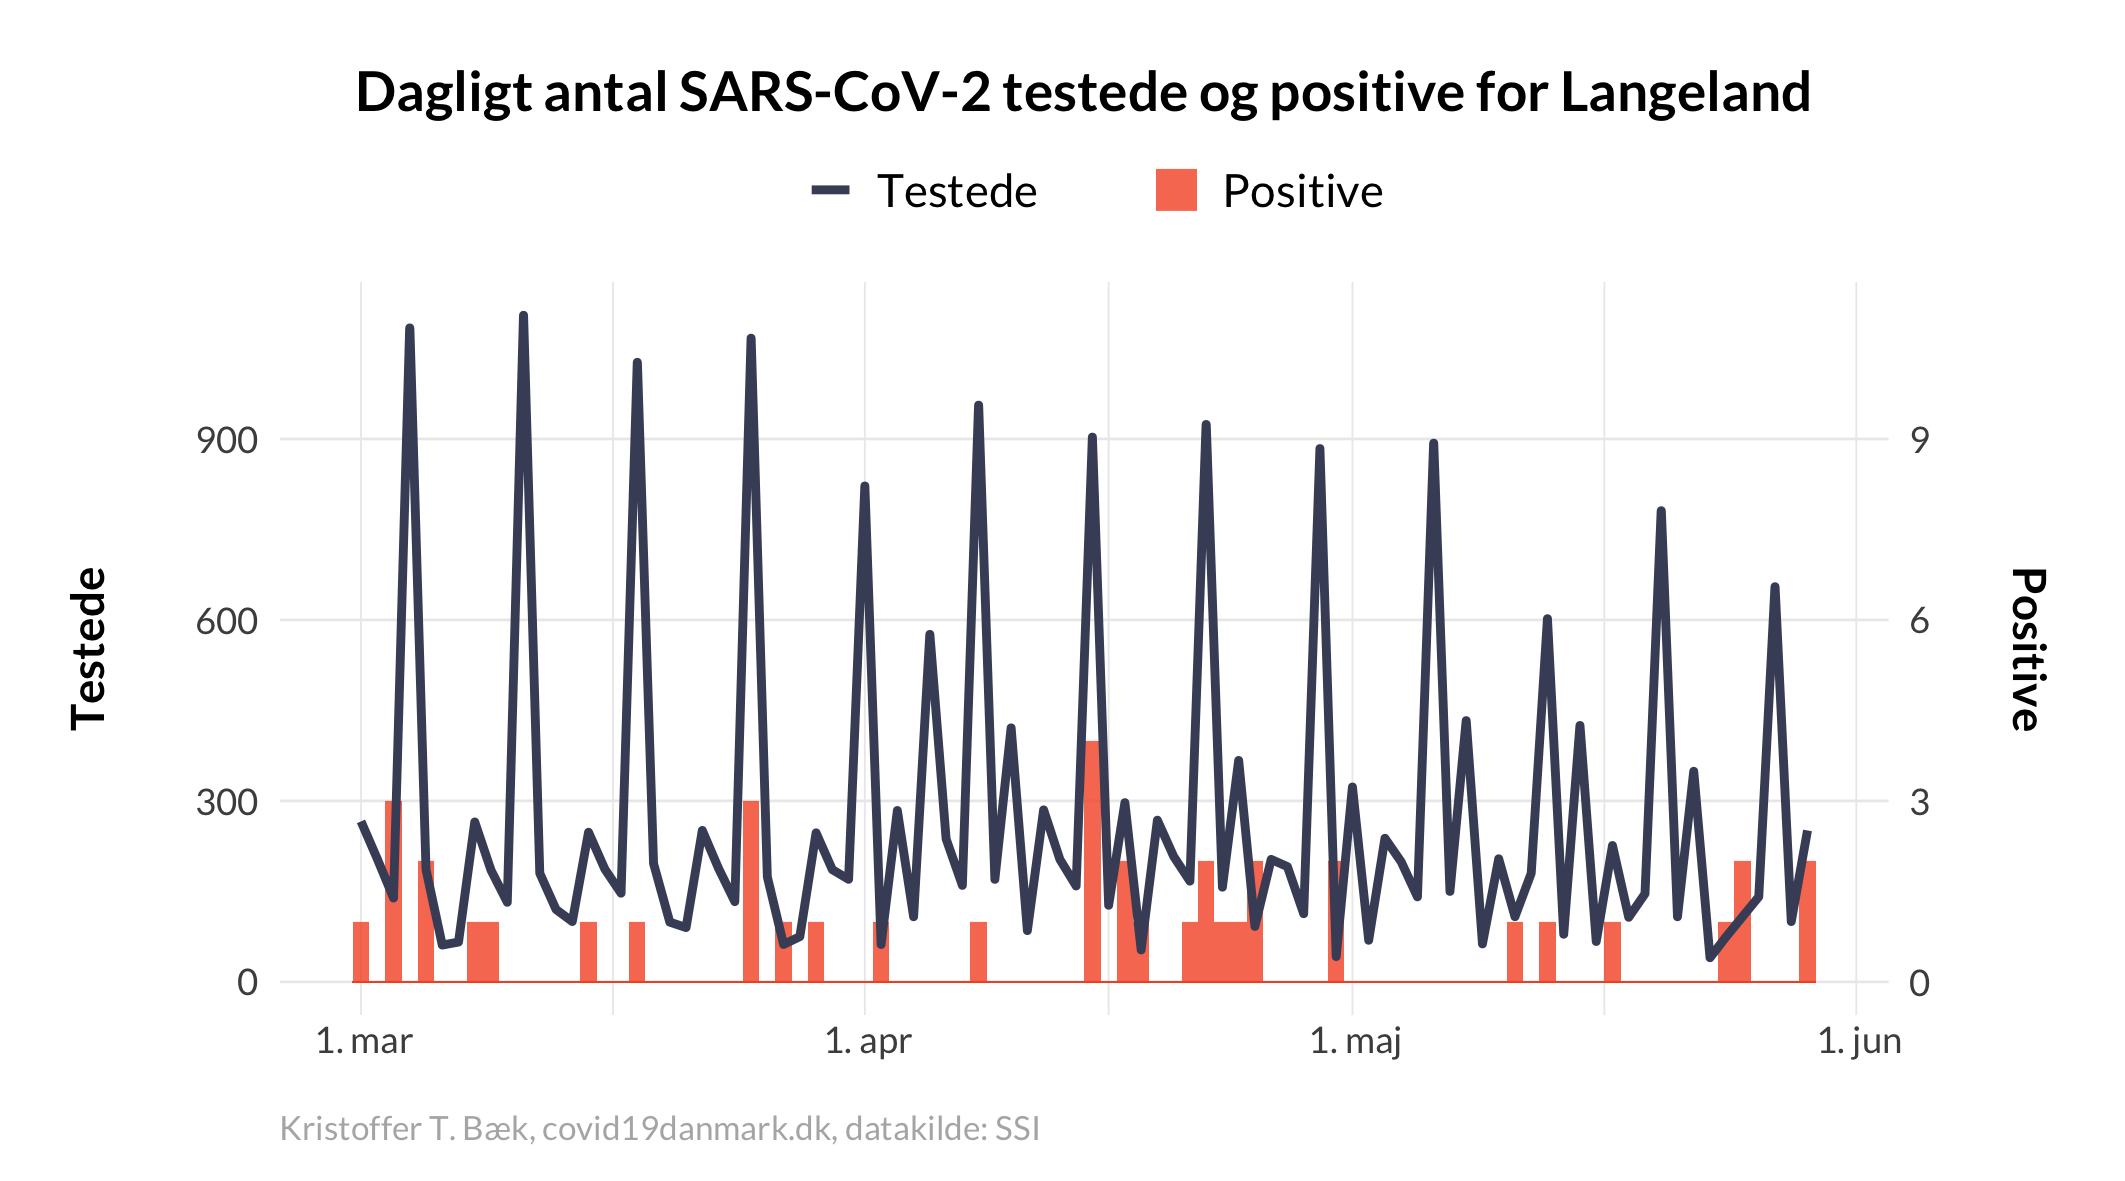 Dagligt antal SARS-CoV-2 testede og positive for Langeland
Testede
Positive
900
600
300
0
9
6
3
0
Testede
Positive
1. mar
1. apr
1. maj
1. jun
Kristoffer T. Bæk, covid19danmark.dk, datakilde: SSI